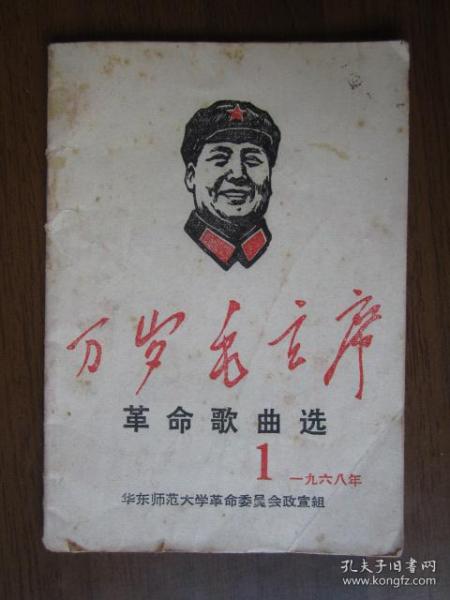 万岁毛主席
革命歌曲选
1 一九六八年
华东师范大学革命委员会政宣組
孔夫子旧书网
www.kongfz.com